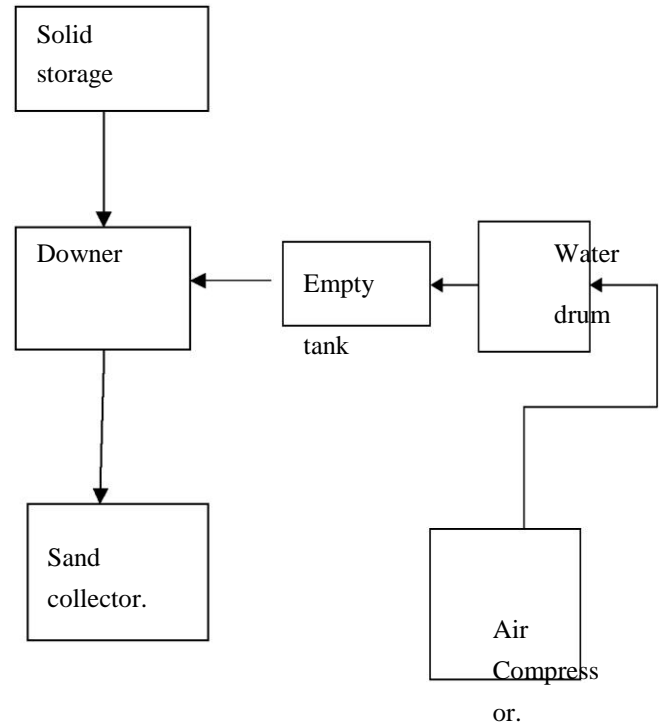 Solid
storage
Downer
Empty
tank
Water
drum
Sand
collector.
Air
Compress
or.